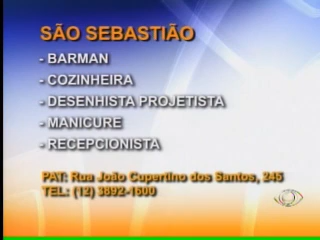 SÃO SEBASTIÃO
- BARMAN
- COZINHEIRA
- DESENHISTA PROJETISTA
- MANICURE
- RECEPCIONISTA
PAT: Rua João Cupertino dos Santos, 245
TEL: (12) 3892-1600